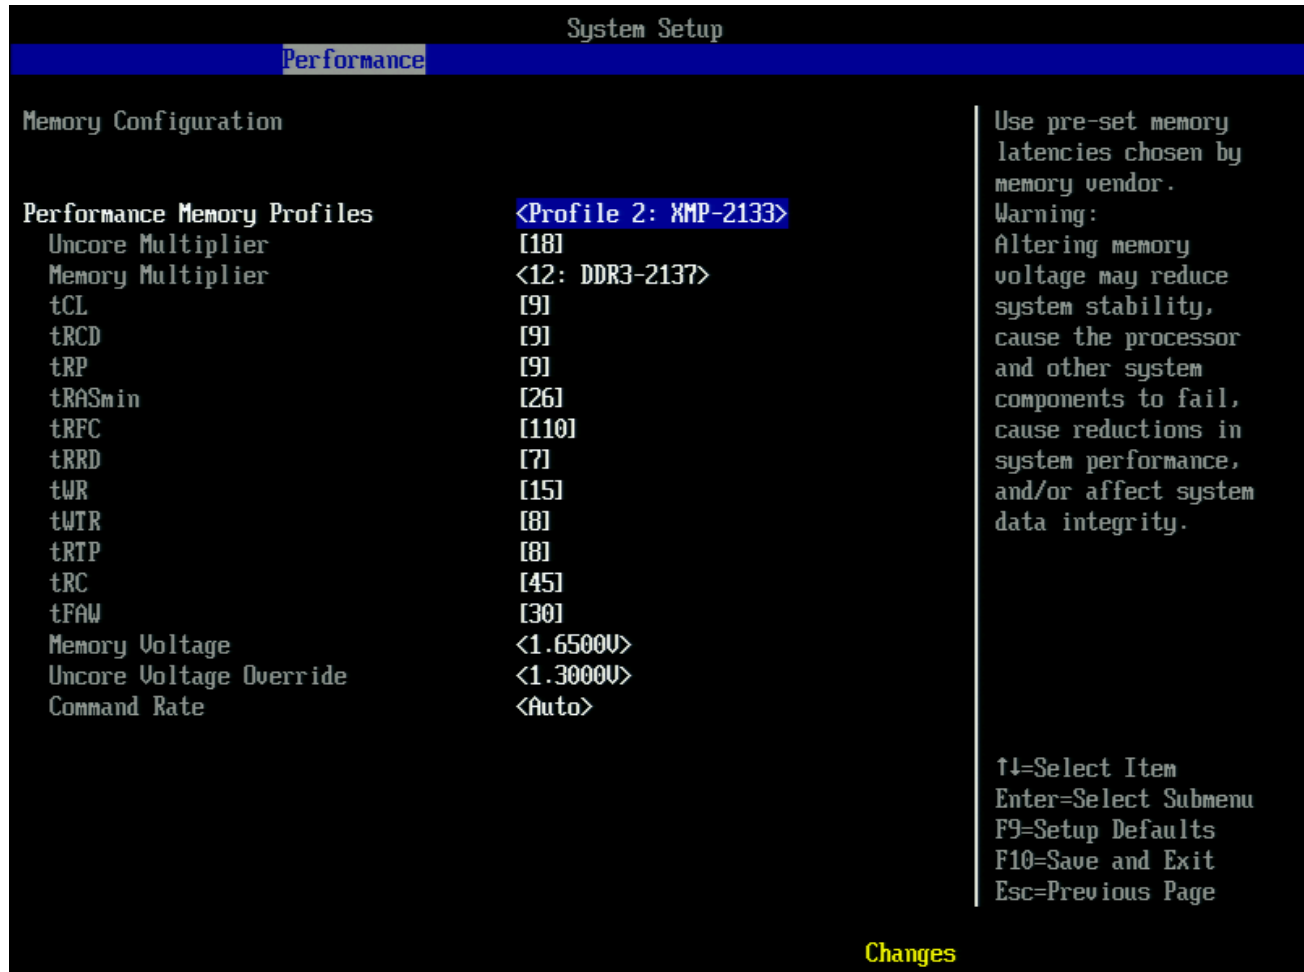 System Setup
Performance
Memory Configuration
Performance Memory Profiles <Profile 2: XMP-2133>
Uncore Multiplier [18]
Memory Multiplier <12: DDR3-2137>
tCL [9]
tRCD [9]
tRP [9]
tRASmin [26]
tRFC [110]
tRRD [7]
tWR [15]
tWTR [8]
tRTP [8]
tRC [45]
tFAW [30]
Memory Voltage <1.6500V>
Uncore Voltage Override <1.3000V>
Command Rate <Auto>
Use pre-set memory
latencies chosen by
memory vendor.
Warning:
Altering memory
voltage may reduce
system stability,
cause the processor
and other system
components to fail,
cause reductions in
system performance,
and/or affect system
data integrity.
↑↓=Select Item
Enter=Select Submenu
F9=Setup Defaults
F10=Save and Exit
Esc=Previous Page
Changes